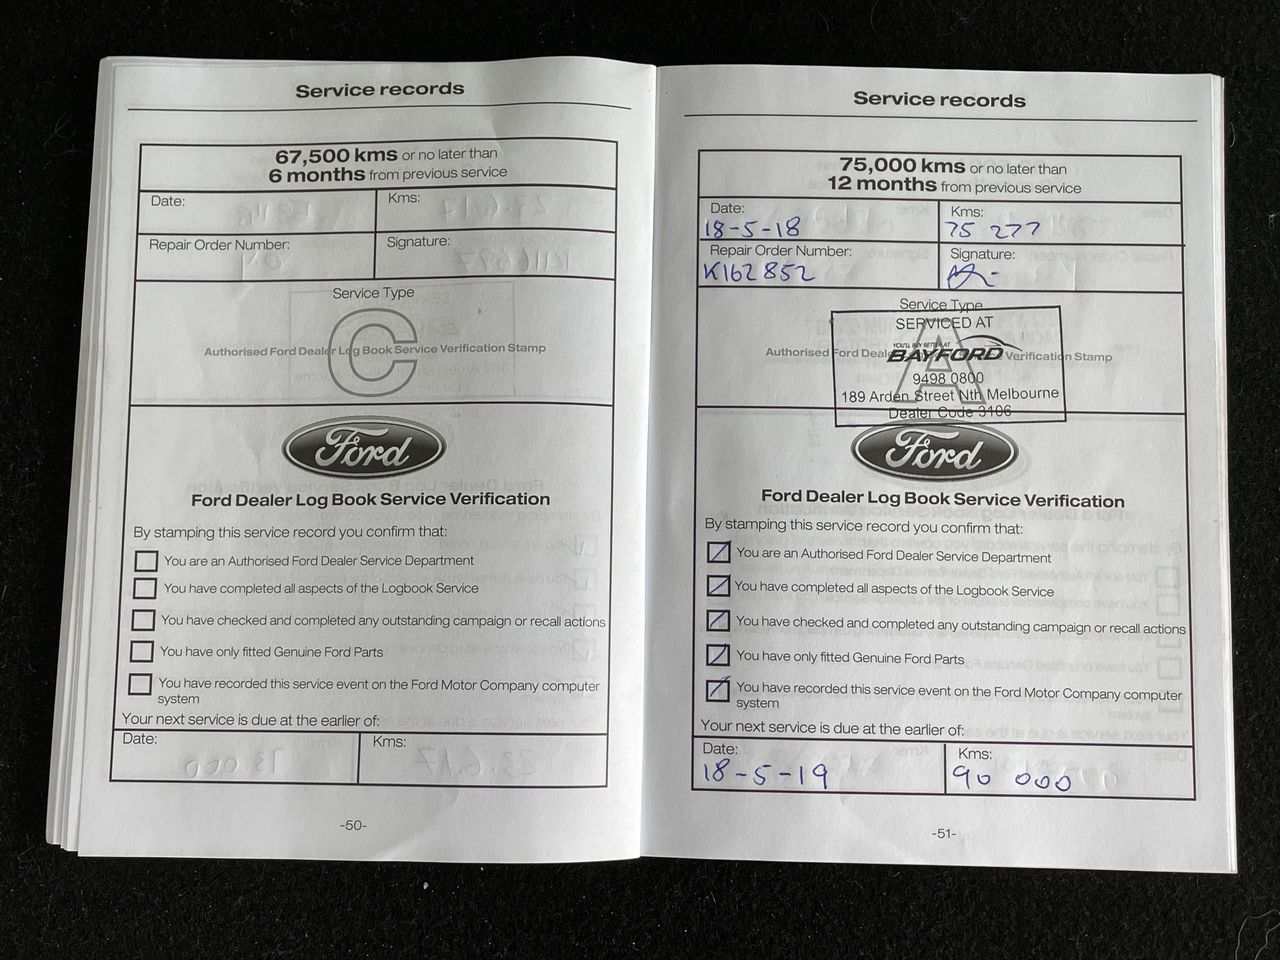 Service records
67,500 kms or no later than
6 months from previous service
Date:
Kms:
Repair Order Number:
Signature:
Service Type
C
Authorised Ford Dealer Log Book Service Verification Stamp
Ford
Ford Dealer Log Book Service Verification
By stamping this service record you confirm that:
You are an Authorised Ford Dealer Service Department
You have completed all aspects of the Logbook Service
You have checked and completed any outstanding campaign or recall actions
You have only fitted Genuine Ford Parts
You have recorded this service event on the Ford Motor Company computer
system
Your next service is due at the earlier of:
Date:
Kms:
-50-
Service records
75,000 kms or no later than
12 months from previous service
Date:
18-5-18
Kms:
75 277
Repair Order Number:
K162852
Signature:
Service Type
A
SERVICED AT
YOU'LL BUY BETTER AT
BAYFORD
Authorised Ford Deal Verification Stamp
9498 0800
189 Arden Street Nth Melbourne
Dealer Code 3106
Ford
Ford Dealer Log Book Service Verification
By stamping this service record you confirm that:
You are an Authorised Ford Dealer Service Department
You have completed all aspects of the Logbook Service
You have checked and completed any outstanding campaign or recall actions
You have only fitted Genuine Ford Parts
You have recorded this service event on the Ford Motor Company computer
system
Your next service is due at the earlier of:
Date:
18-5-19
Kms:
90 000
-51-